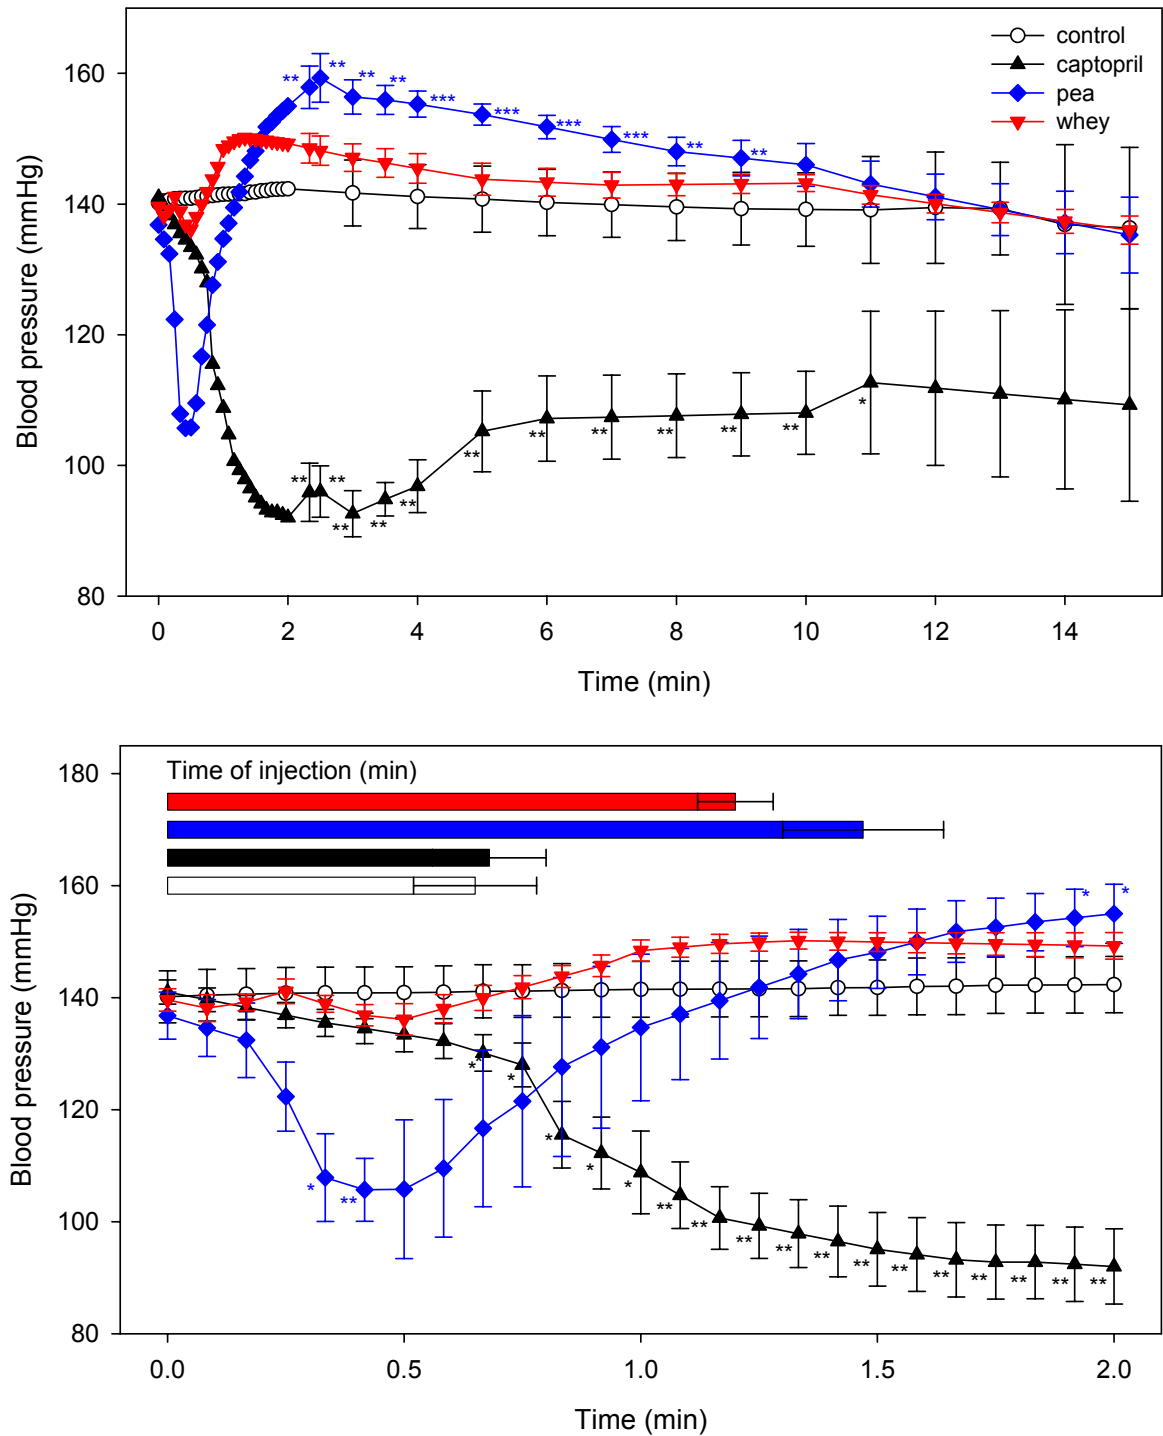 control
captopril
pea
whey
160
140
120
100
80
Blood pressure (mmHg)
** ** ** ** *** *** *** *** ** **
** ** ** ** ** ** ** ** ** ** ** *
0 2 4 6 8 10 12 14
Time (min)
180
160
140
120
100
80
Blood pressure (mmHg)
Time of injection (min)
* ** * *
* * * * * ** ** ** ** ** ** ** ** ** ** ** **
0.0 0.5 1.0 1.5 2.0
Time (min)